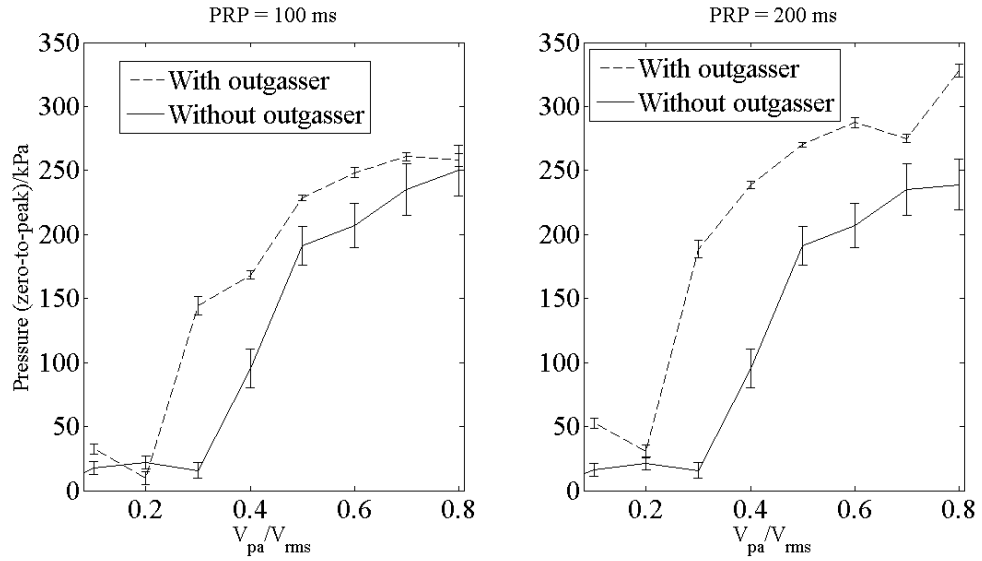 PRP = 100 ms
350
300
250
200
150
100
50
0
Pressure (zero-to-peak)/kPa
With outgasser
Without outgasser
0.2 0.4 0.6 0.8
V_pa/V_rms
PRP = 200 ms
350
300
250
200
150
100
50
0
With outgasser
Without outgasser
0.2 0.4 0.6 0.8
V_pa/V_rms